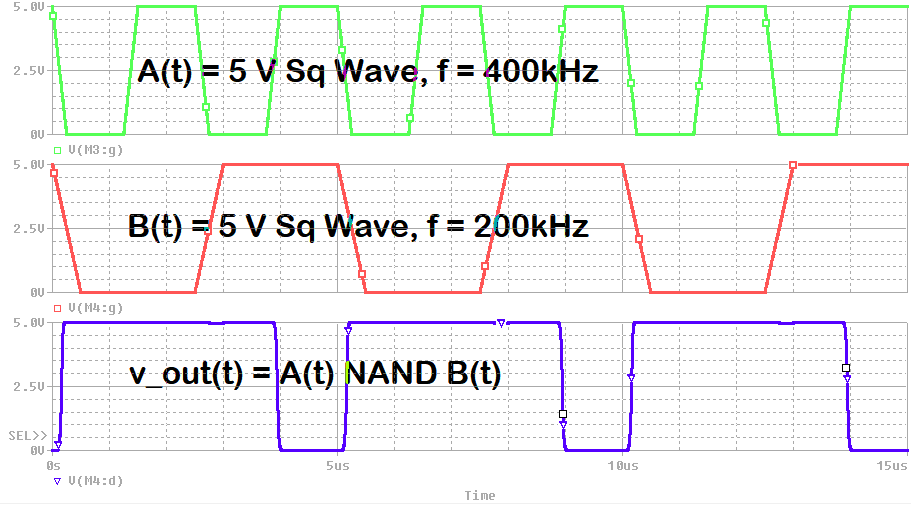 5.0V
A(t) = 5 V Sq Wave, f = 400kHz
2.5V
0V
V(M3:g)
5.0V
B(t) = 5 V Sq Wave, f = 200kHz
2.5V
0V
V(M4:g)
5.0V
v_out(t) = A(t) NAND B(t)
2.5V
SEL>>
0V
0s 5us 10us 15us
V(M4:d)
Time